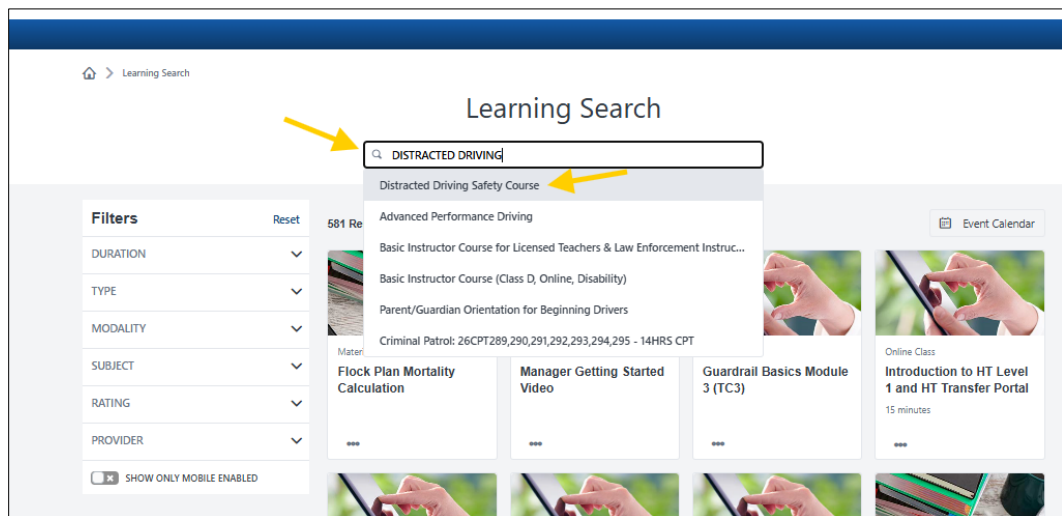 Learning Search
Learning Search
DISTRACTED DRIVING
Distracted Driving Safety Course
Advanced Performance Driving
Basic Instructor Course for Licensed Teachers & Law Enforcement Instruc...
Basic Instructor Course (Class D, Online, Disability)
Parent/Guardian Orientation for Beginning Drivers
Criminal Patrol: 26CPT289,290,291,292,293,294,295 - 14HRS CPT
Filters Reset
DURATION
TYPE
MODALITY
SUBJECT
RATING
PROVIDER
SHOW ONLY MOBILE ENABLED
581 Re
Event Calendar
Flock Plan Mortality
Calculation
Manager Getting Started
Video
Guardrail Basics Module
3 (TC3)
Online Class
Introduction to HT Level
1 and HT Transfer Portal
15 minutes